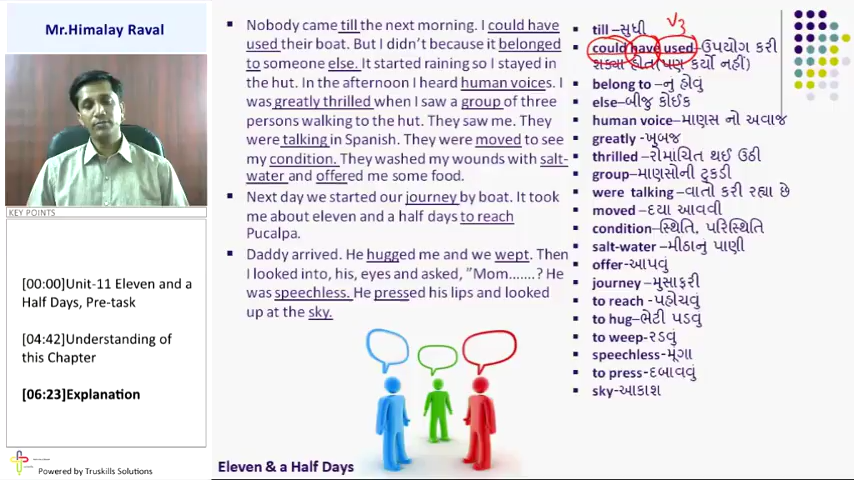 Mr.Himalay Raval
KEY POINTS
[00:00]Unit-11 Eleven and a
Half Days, Pre-task
[04:42]Understanding of
this Chapter
[06:23]Explanation
Powered by Truskills Solutions
Nobody came till the next morning. I could have
used their boat. But I didn't because it belonged
to someone else. It started raining so I stayed in
the hut. In the afternoon I heard human voices. I
was greatly thrilled when I saw a group of three
persons walking to the hut. They saw me. They
were talking in Spanish. They were moved to see
my condition. They washed my wounds with salt-
water and offered me some food.
Next day we started our journey by boat. It took
me about eleven and a half days to reach
Pucalpa.
Daddy arrived. He hugged me and we wept. Then
I looked into, his, eyes and asked, "Mom.......? He
was speechless. He pressed his lips and looked
up at the sky.
Eleven & a Half Days
V3
till-સુધી
could have used-ઉપયોગ કરી
શક્યા હોત(પણ કર્યો નહીં)
belong to –નુ હોવું
else–બીજુ કોઈક
human voice–માણસ નો અવાજ
greatly -ખુબજ
thrilled–રોમાચિત થઈ ઉઠી
group–માણસોની ટુકડી
were talking–વાતો કરી રહ્યા છે
moved–દયા આવવી
condition–સ્થિતિ, પરિસ્થિતિ
salt-water–મીઠાનુ પાણી
offer-આપવું
journey–મુસાફરી
to reach -પહોચવું
to hug–ભેટી પડવું
to weep-રડવું
speechless-મૂગા
to press-દબાવવું
sky-આકાશ